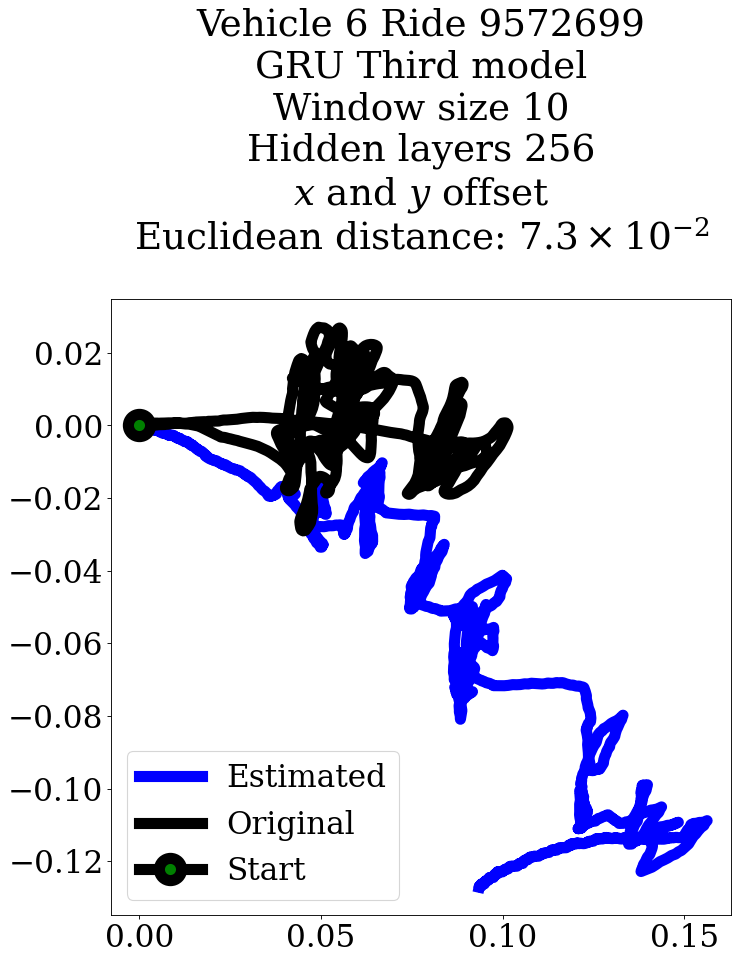 Vehicle 6 Ride 9572699
GRU Third model
Window size 10
Hidden layers 256
x and y offset
Euclidean distance: 7.3 × 10⁻²
0.02
0.00
−0.02
−0.04
−0.06
−0.08
−0.10
−0.12
Estimated
Original
Start
0.00 0.05 0.10 0.15